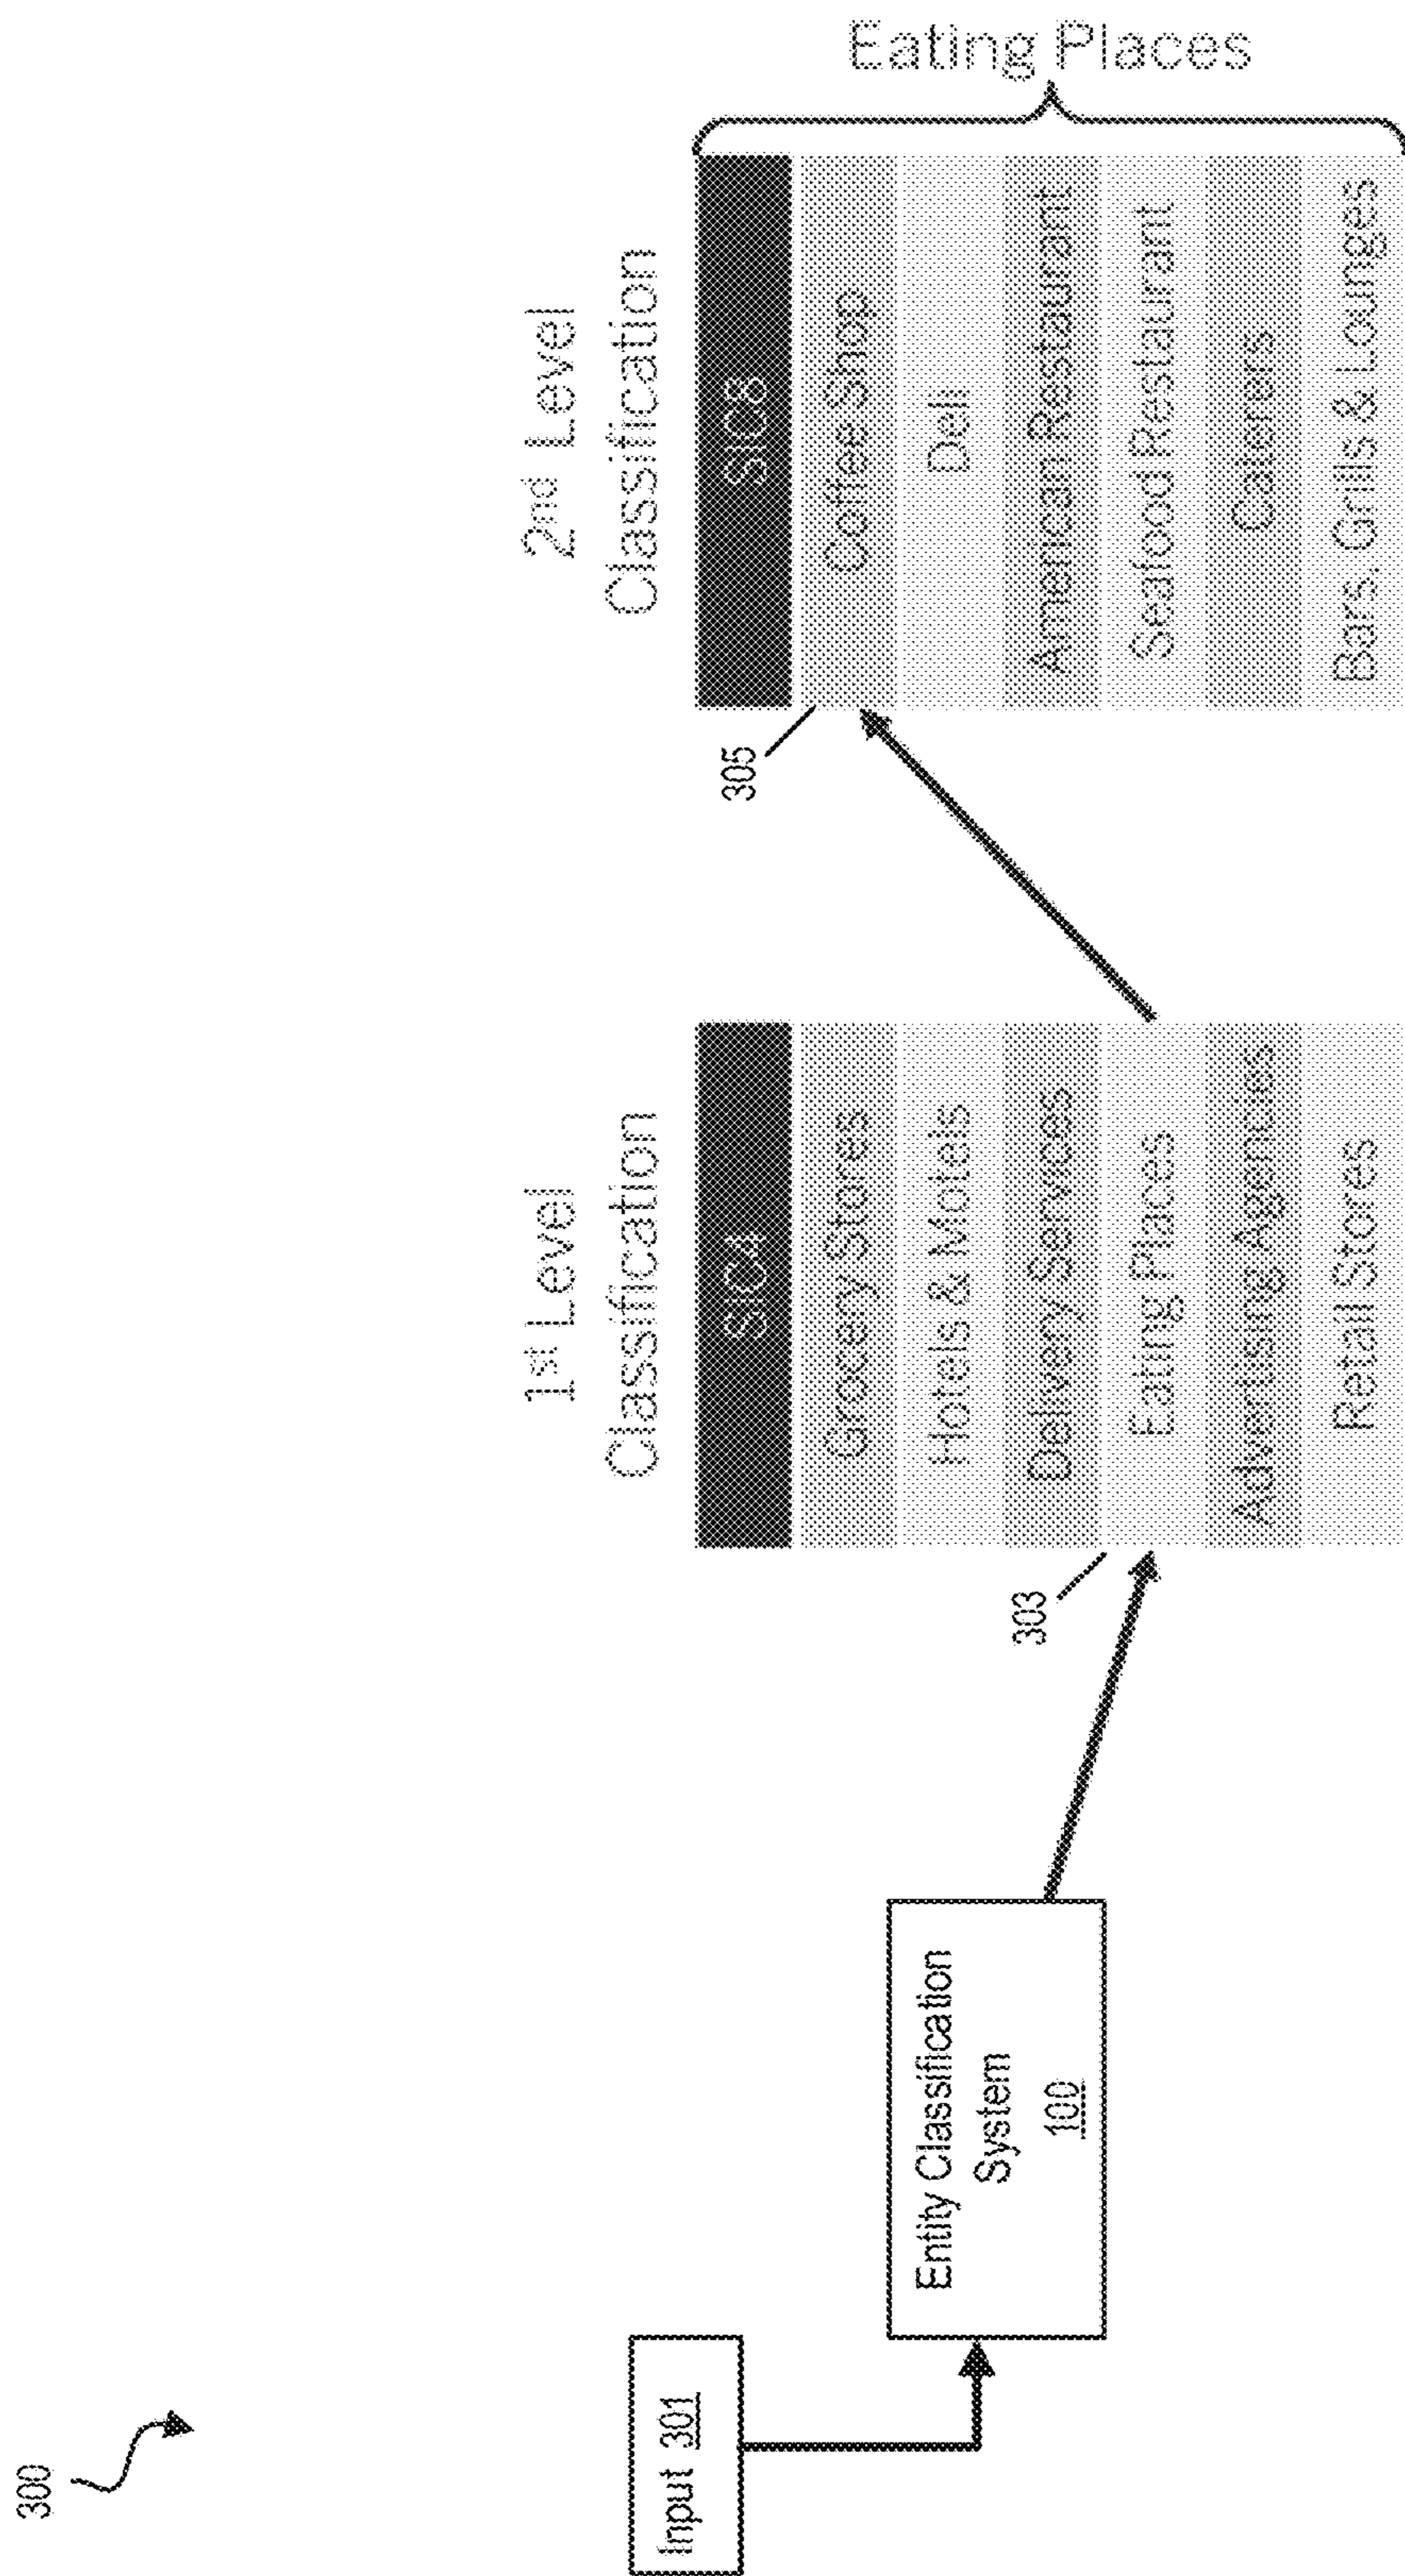 300
Input 301
Entity Classification
System
100
1st Level
Classification
303
SIC4
Grocery Stores
Hotels & Motels
Delivery Services
Eating Places
Advertising Agences
Retail Stores
2nd Level
Classification
305
SIC8
Coffee Shop
Deli
American Restaurant
Seafood Restaurant
Caterers
Bars, Grills & Lounges
Eating Places